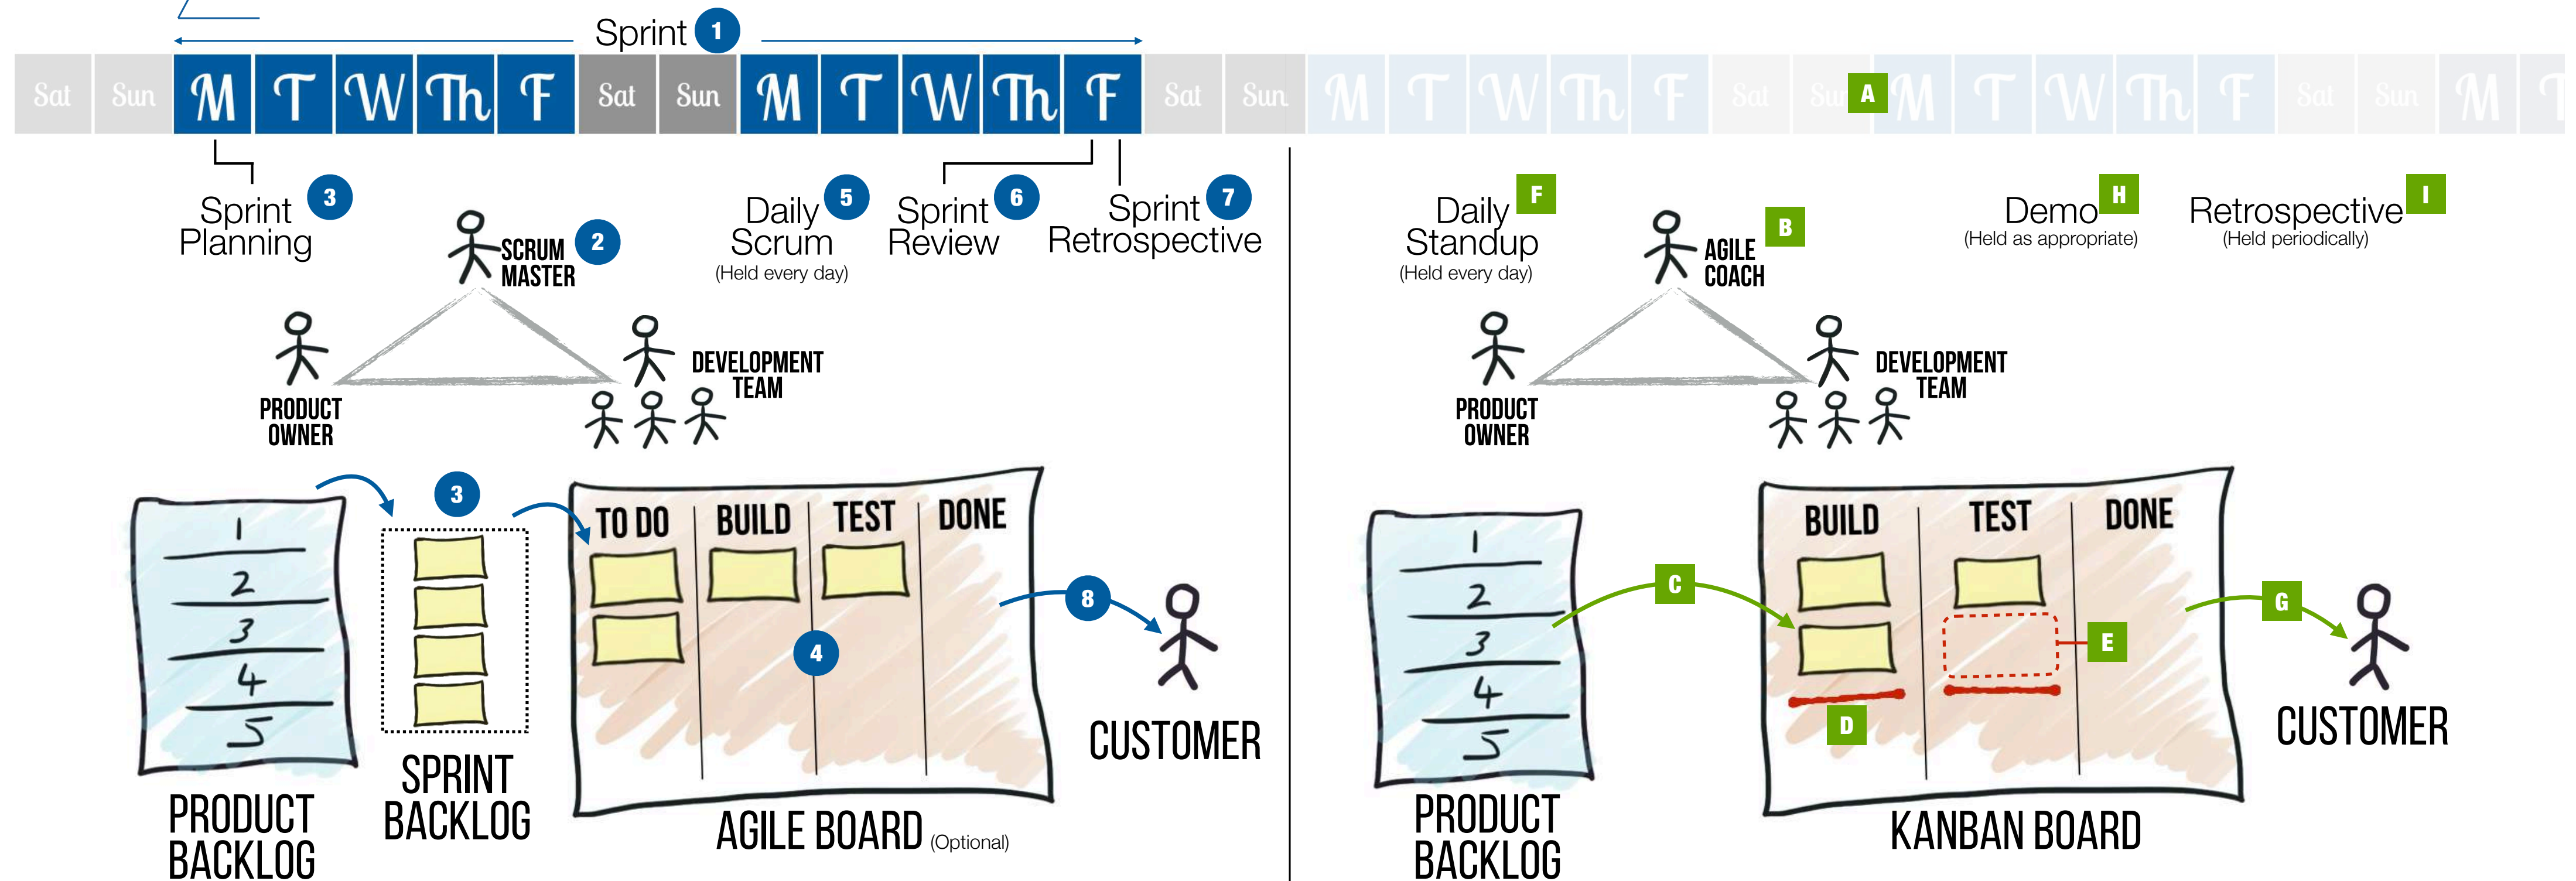 Sprint 1
Sat Sun M T W Th F Sat Sun M T W Th F Sat Sun M T W Th F Sat Sun A M T W Th F Sat Sun M T
Sprint 3
Planning
SCRUM 2
MASTER
Daily 5
Scrum
(Held every day)
Sprint 6
Review
Sprint 7
Retrospective
PRODUCT
OWNER
DEVELOPMENT
TEAM
1
2
3
4
5
PRODUCT
BACKLOG
3
SPRINT
BACKLOG
TO DO BUILD TEST DONE
4
8
AGILE BOARD (Optional)
CUSTOMER
Daily F
Standup
(Held every day)
AGILE B
COACH
Demo H
(Held as appropriate)
Retrospective I
(Held periodically)
PRODUCT
OWNER
DEVELOPMENT
TEAM
1
2
3
4
5
PRODUCT
BACKLOG
C
BUILD TEST DONE
E
D
G
KANBAN BOARD
CUSTOMER